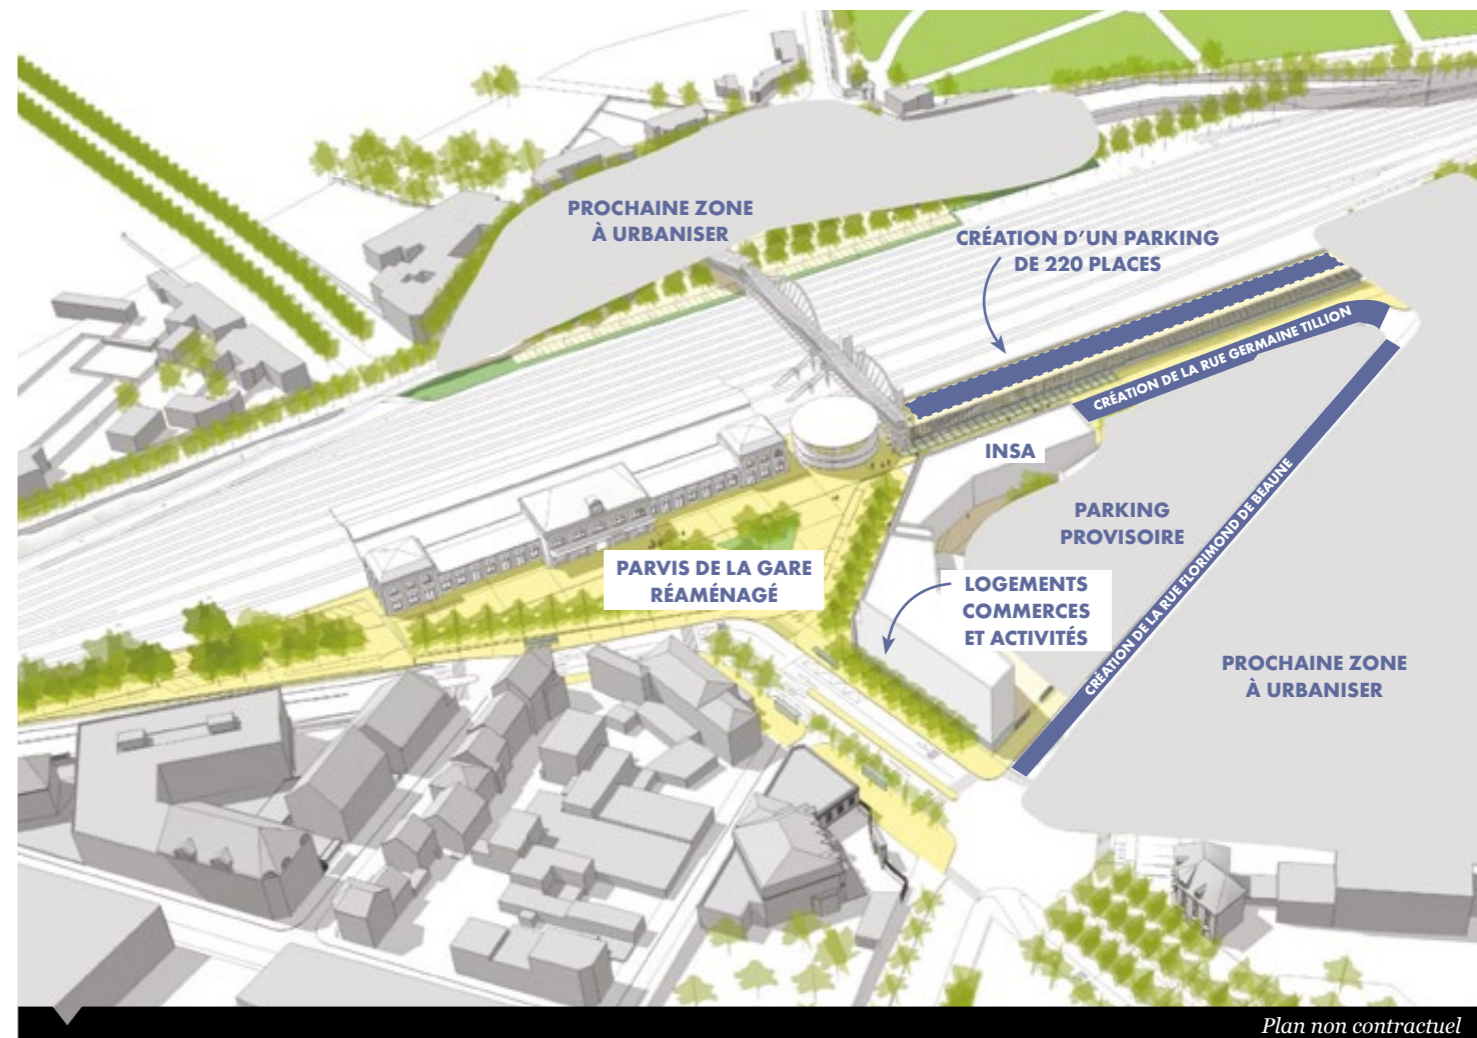 PROCHAINE ZONE
À URBANISER
CRÉATION D'UN PARKING
DE 220 PLACES
CRÉATION DE LA RUE GERMAINE TILLION
INSA
PARKING
PROVISOIRE
CRÉATION DE LA RUE FLORIMOND DE BEAUNE
PARVIS DE LA GARE
RÉAMÉNAGÉ
LOGEMENTS
COMMERCES
ET ACTIVITÉS
PROCHAINE ZONE
À URBANISER
Plan non contractuel